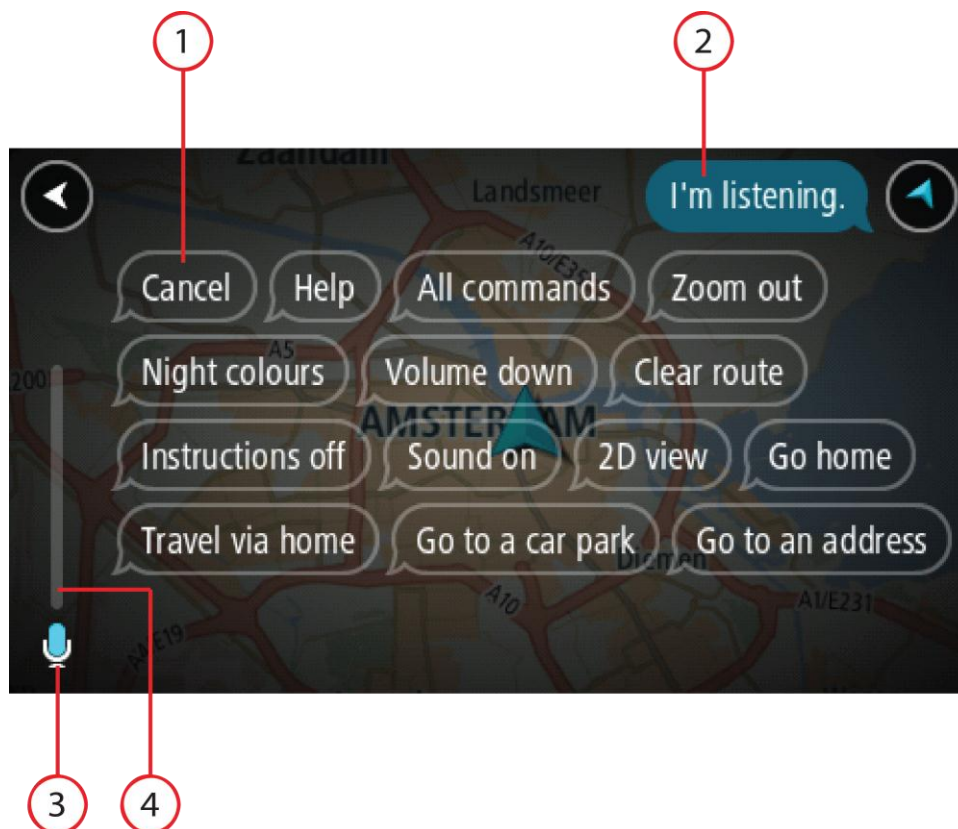 1 2
Zaandam
Landsmeer
I'm listening.
A10/E35
Cancel Help All commands Zoom out
A5
200
Night colours Volume down Clear route
AMSTERDAM
Instructions off Sound on 2D view Go home
Travel via home Go to a car park Go to an address
Diemen
A10
A1/E231
A4/E19
3 4